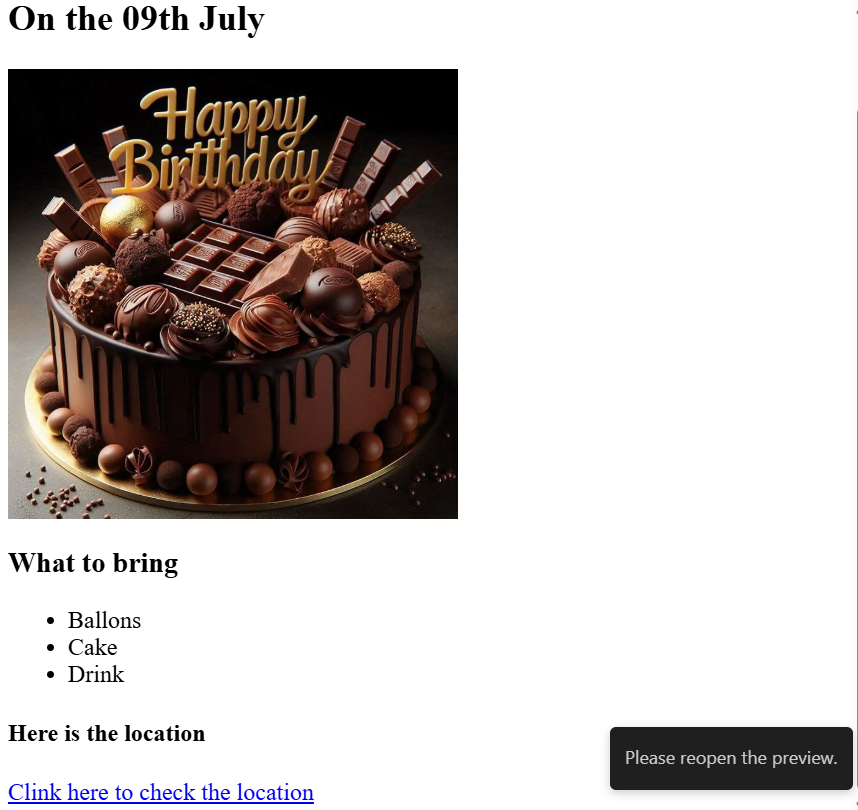 On the 09th July
Happy
Birtthday
What to bring
Ballons
Cake
Drink
Here is the location
Please reopen the preview.
Clink here to check the location